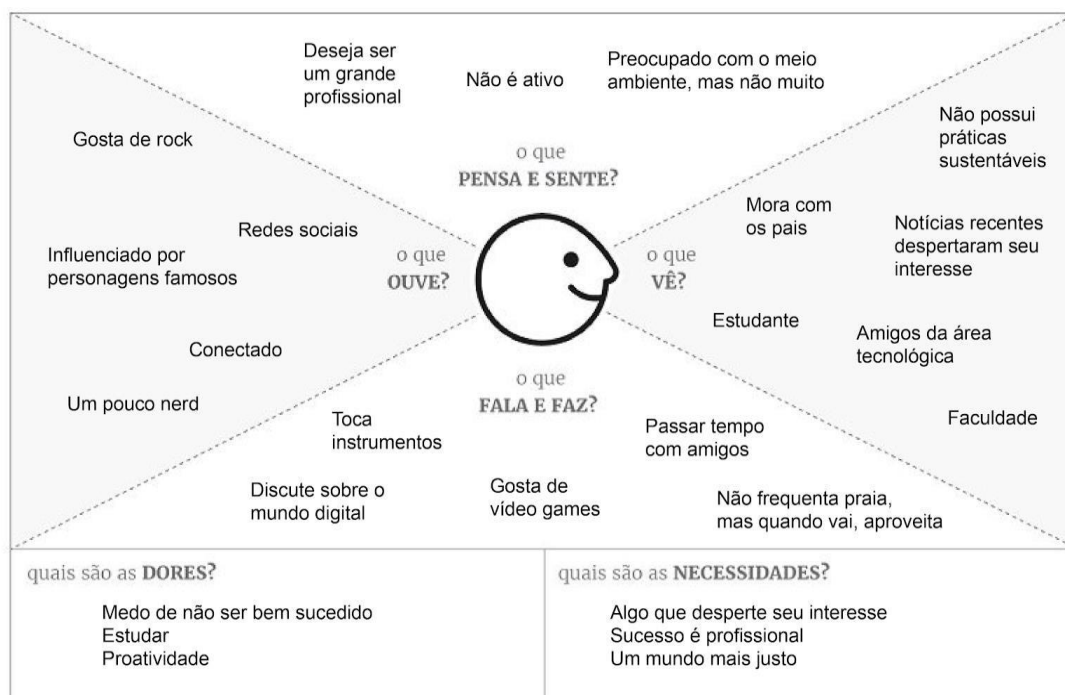 Deseja ser
um grande
profissional
Não é ativo
Preocupado com o meio
ambiente, mas não muito
o que
PENSA E SENTE?
Gosta de rock
Redes sociais
Influenciado por
personagens famosos
Conectado
Um pouco nerd
o que
OUVE?
o que
VÊ?
Não possui
práticas
sustentáveis
Mora com
os pais
Notícias recentes
despertaram seu
interesse
Estudante
Amigos da área
tecnológica
Faculdade
o que
FALA E FAZ?
Toca
instrumentos
Passar tempo
com amigos
Discute sobre o
mundo digital
Gosta de
vídeo games
Não frequenta praia,
mas quando vai, aproveita
quais são as DORES?
Medo de não ser bem sucedido
Estudar
Proatividade
quais são as NECESSIDADES?
Algo que desperte seu interesse
Sucesso é profissional
Um mundo mais justo